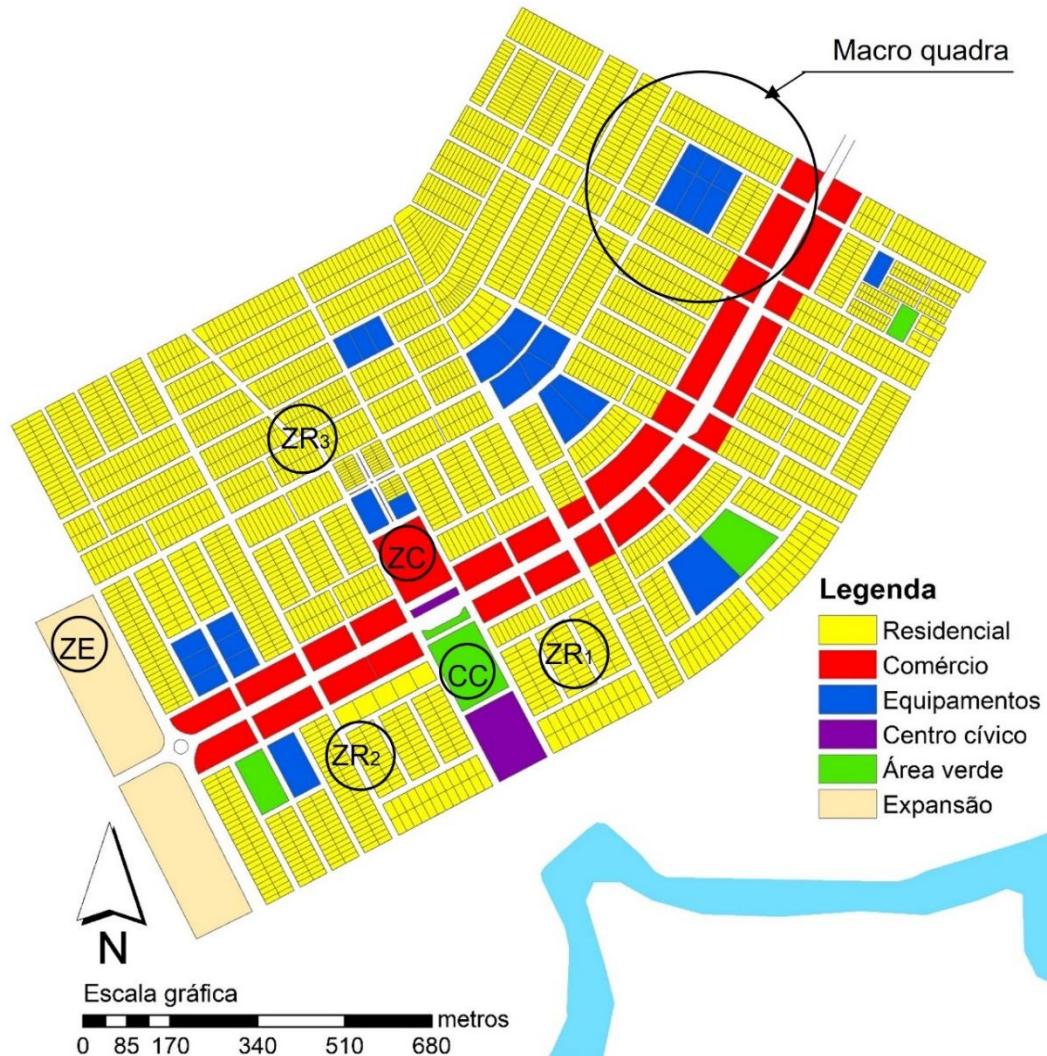 Macro quadra
ZR3
ZC
ZE
CC
ZR1
ZR2
Legenda
Residencial
Comércio
Equipamentos
Centro cívico
Área verde
Expansão
N
Escala gráfica
metros
0 85 170 340 510 680